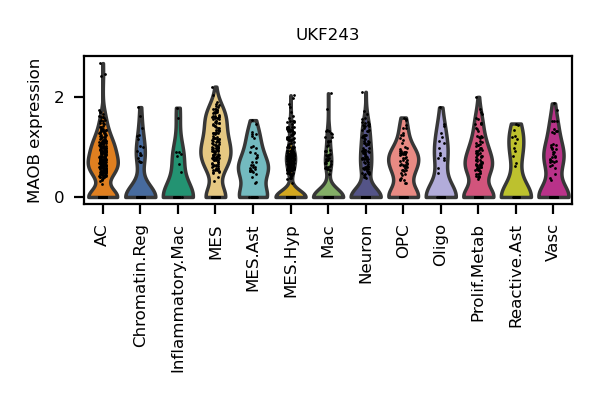 UKF243
MAOB expression
2
0
AC
Chromatin.Reg
Inflammatory.Mac
MES
MES.Ast
MES.Hyp
Mac
Neuron
OPC
Oligo
Prolif.Metab
Reactive.Ast
Vasc